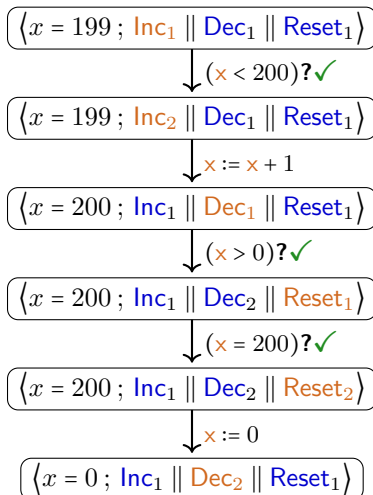 ⟨x = 199 ; Inc₁ || Dec₁ || Reset₁⟩
(x < 200)?✓
⟨x = 199 ; Inc₂ || Dec₁ || Reset₁⟩
x := x + 1
⟨x = 200 ; Inc₁ || Dec₁ || Reset₁⟩
(x > 0)?✓
⟨x = 200 ; Inc₁ || Dec₂ || Reset₁⟩
(x = 200)?✓
⟨x = 200 ; Inc₁ || Dec₂ || Reset₂⟩
x := 0
⟨x = 0 ; Inc₁ || Dec₂ || Reset₁⟩